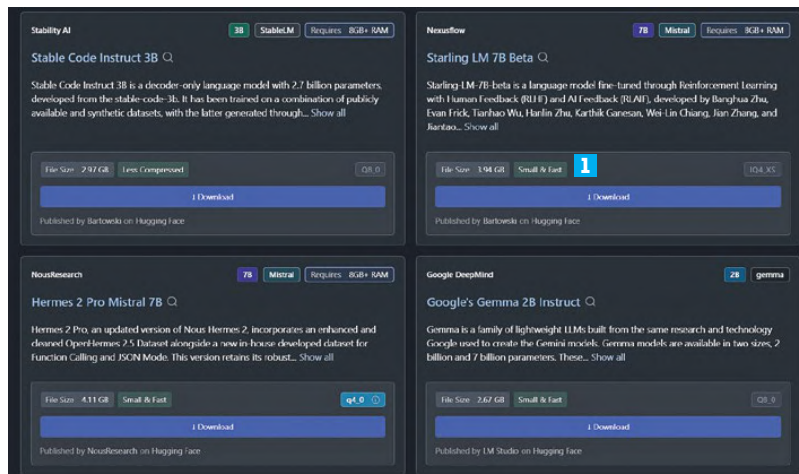 Stability AI 3B StableLM Requires 8GB+ RAM
Stable Code Instruct 3B
Stable Code Instruct 3B is a decoder-only language model with 2.7 billion parameters,
developed from the stable-code-3b. It has been trained on a combination of publicly
available and synthetic datasets, with the latter generated through... Show all
File Size 2.97 GB Less Compressed Q8_0
Download
Published by Bartowski on Hugging Face
Nexusflow 7B Mistral Requires 8GB+ RAM
Starling LM 7B Beta
Starling-LM-7B-beta is a language model fine-tuned through Reinforcement Learning
with Human Feedback (RLHF) and AI Feedback (RLAIF), developed by Banghua Zhu,
Evan Frick, Tianhao Wu, Hanlin Zhu, Karthik Ganesan, Wei-Lin Chiang, Jian Zhang, and
Jiantao... Show all
File Size 3.94 GB Small & Fast 1 IQ4_XS
Download
Published by Bartowski on Hugging Face
NousResearch 7B Mistral Requires 8GB+ RAM
Hermes 2 Pro Mistral 7B
Hermes 2 Pro, an updated version of Nous Hermes 2, incorporates an enhanced and
cleaned OpenHermes 2.5 Dataset alongside a new in-house developed dataset for
Function Calling and JSON Mode. This version retains its robust... Show all
File Size 4.11 GB Small & Fast q4_0
Download
Published by NousResearch on Hugging Face
Google DeepMind 2B gemma
Google's Gemma 2B Instruct
Gemma is a family of lightweight LLMs built from the same research and technology
Google used to create the Gemini models. Gemma models are available in two sizes, 2
billion and 7 billion parameters. These... Show all
File Size 2.67 GB Small & Fast Q8_0
Download
Published by LM Studio on Hugging Face